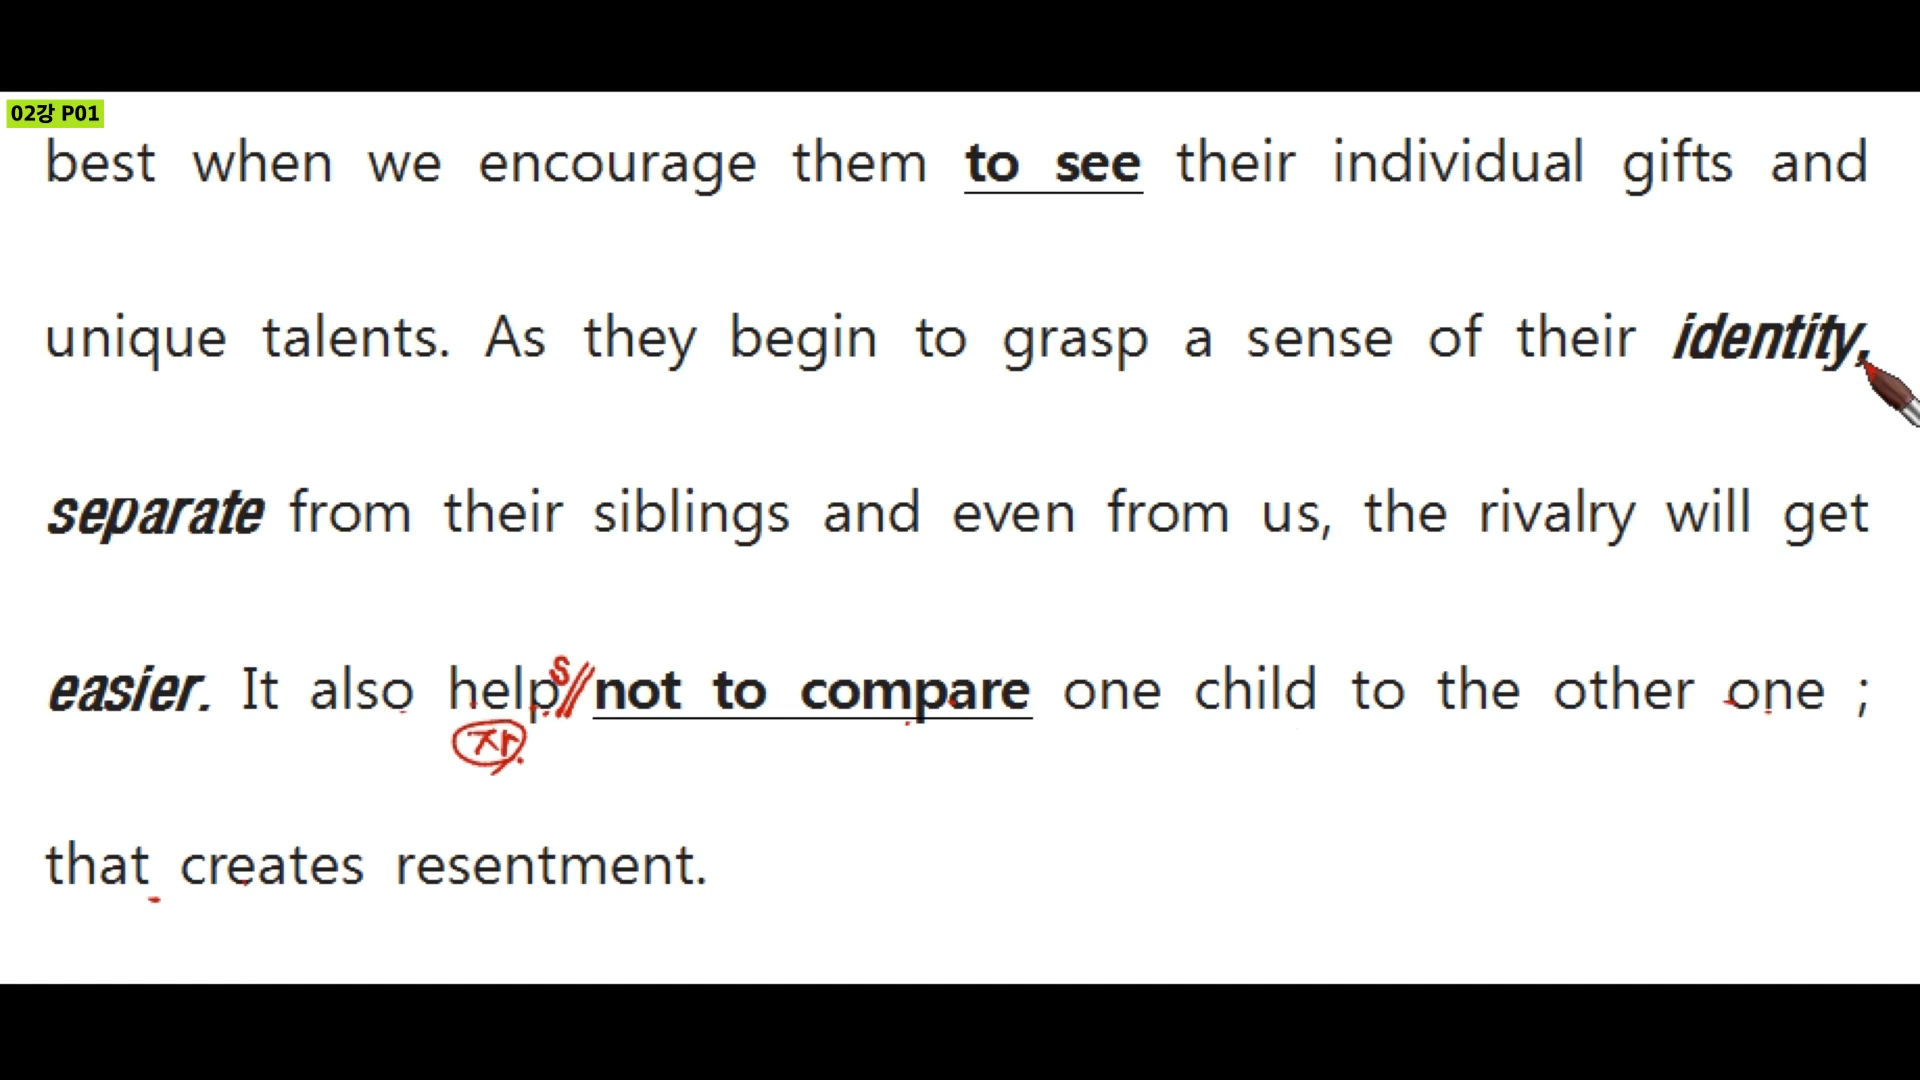 02강 P01
best when we encourage them to see their individual gifts and
unique talents. As they begin to grasp a sense of their identity,
separate from their siblings and even from us, the rivalry will get
easier. It also helps // not to compare one child to the other one ;
자
that creates resentment.